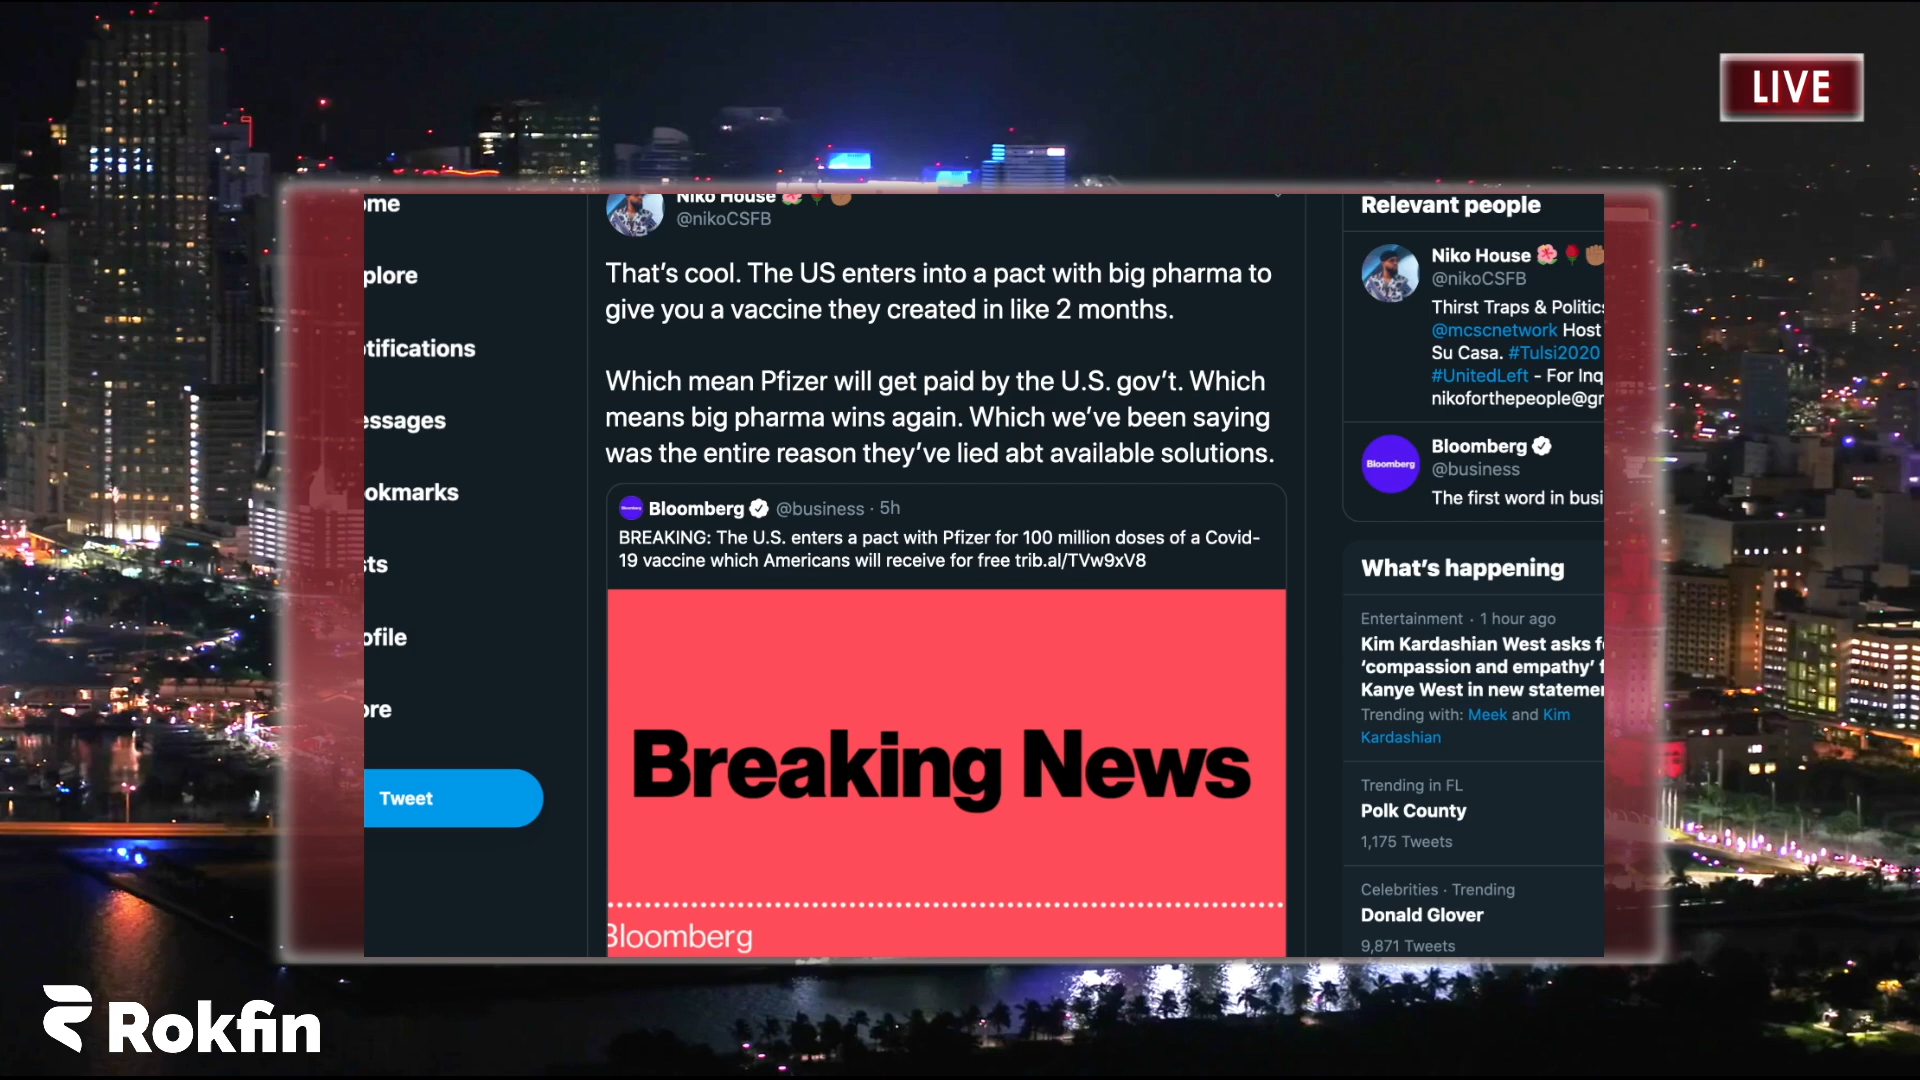 LIVE
ome
plore
tifications
essages
okmarks
sts
ofile
ore
Tweet
Niko House
@nikoCSFB
That's cool. The US enters into a pact with big pharma to
give you a vaccine they created in like 2 months.
Which mean Pfizer will get paid by the U.S. gov't. Which
means big pharma wins again. Which we've been saying
was the entire reason they've lied abt available solutions.
Bloomberg
Bloomberg @business · 5h
BREAKING: The U.S. enters a pact with Pfizer for 100 million doses of a Covid-
19 vaccine which Americans will receive for free trib.al/TVw9xV8
Breaking News
Bloomberg
Relevant people
Niko House
@nikoCSFB
Thirst Traps & Politics
@mcscnetwork Host
Su Casa. #Tulsi2020
#UnitedLeft - For Inq
nikoforthepeople@gr
Bloomberg
Bloomberg
@business
The first word in busi
What's happening
Entertainment · 1 hour ago
Kim Kardashian West asks f
'compassion and empathy' f
Kanye West in new statemen
Trending with: Meek and Kim
Kardashian
Trending in FL
Polk County
1,175 Tweets
Celebrities · Trending
Donald Glover
9,871 Tweets
Rokfin